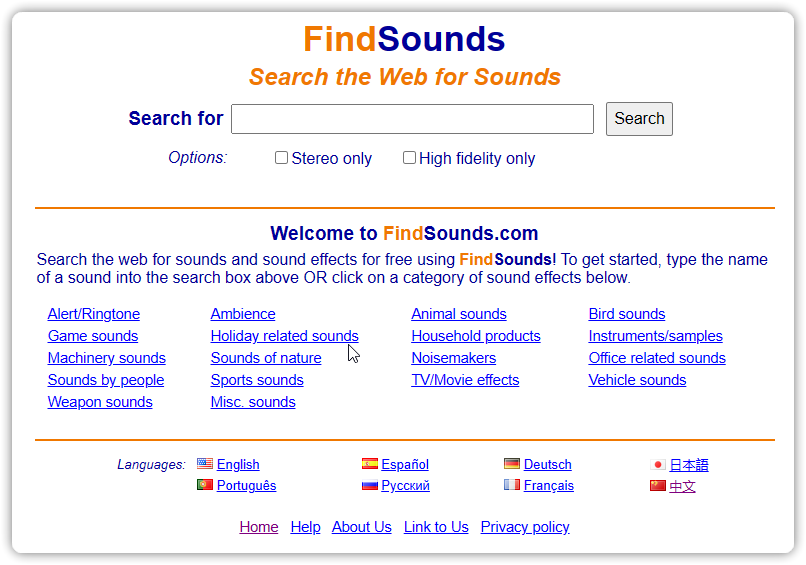 FindSounds
Search the Web for Sounds
Search for Search
Options: Stereo only High fidelity only
Welcome to FindSounds.com
Search the web for sounds and sound effects for free using FindSounds! To get started, type the name
of a sound into the search box above OR click on a category of sound effects below.
Alert/Ringtone Ambience Animal sounds Bird sounds
Game sounds Holiday related sounds Household products Instruments/samples
Machinery sounds Sounds of nature Noisemakers Office related sounds
Sounds by people Sports sounds TV/Movie effects Vehicle sounds
Weapon sounds Misc. sounds
Languages: English Español Deutsch 日本語
Português Русский Français 中文
Home Help About Us Link to Us Privacy policy